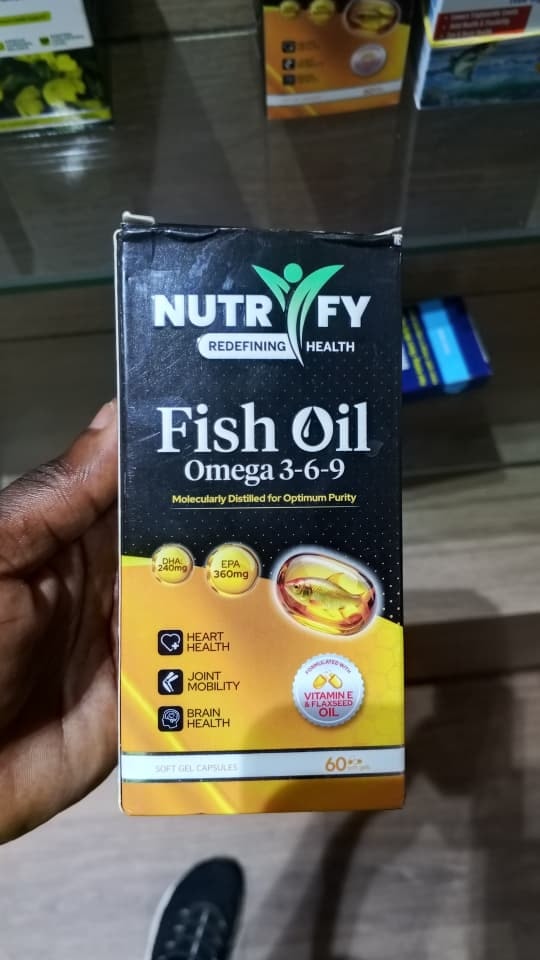 NUTRIFY
REDEFINING HEALTH
Fish Oil
Omega 3-6-9
Molecularly Distilled for Optimum Purity
DHA:
240mg
EPA
360mg
HEART
HEALTH
JOINT
MOBILITY
BRAIN
HEALTH
FORMULATED WITH
VITAMIN E
& FLAXSEED
OIL
SOFT GEL CAPSULES
60